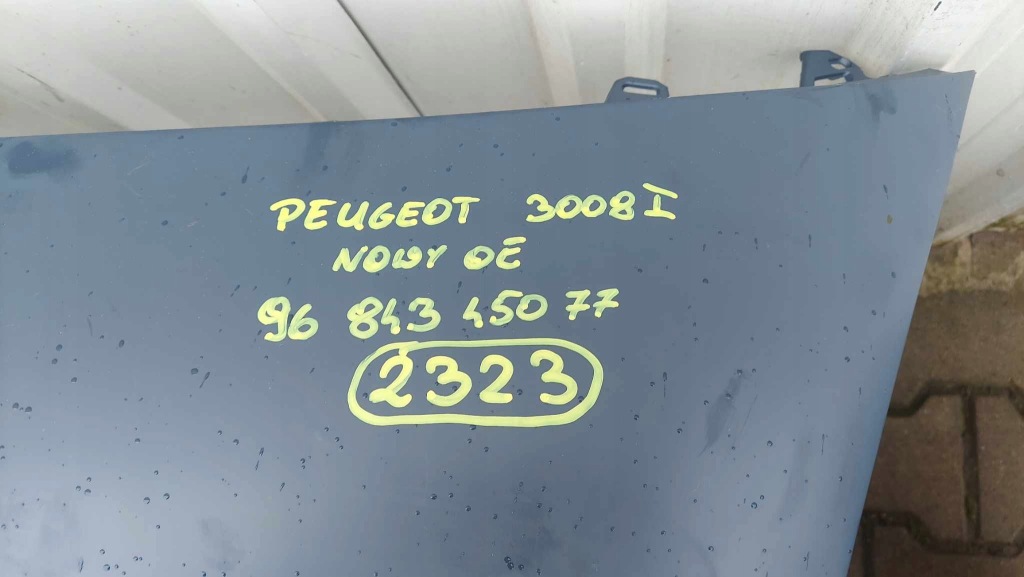 PEUGEOT 3008 I
NOWY OE
96 843 450 77
2323